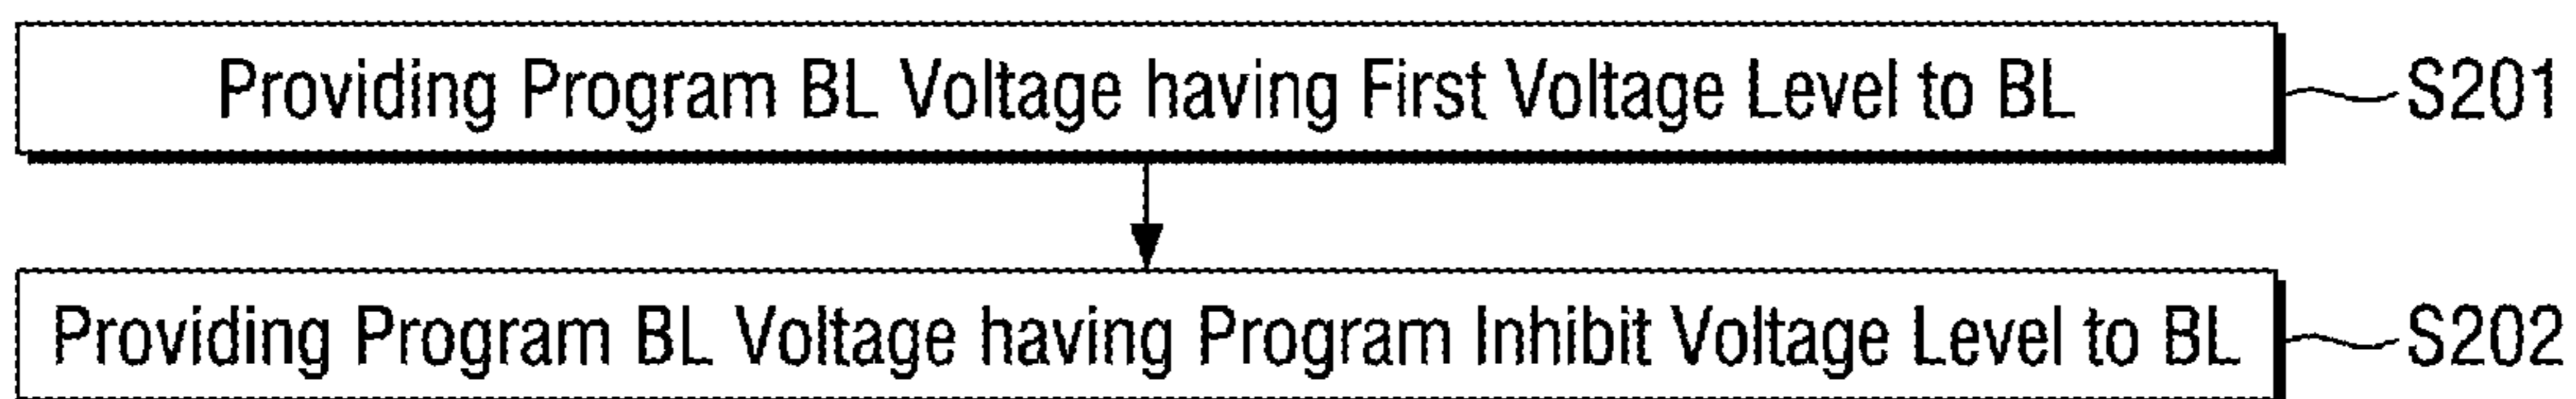 Providing Program BL Voltage having First Voltage Level to BL S201
Providing Program BL Voltage having Program Inhibit Voltage Level to BL S202